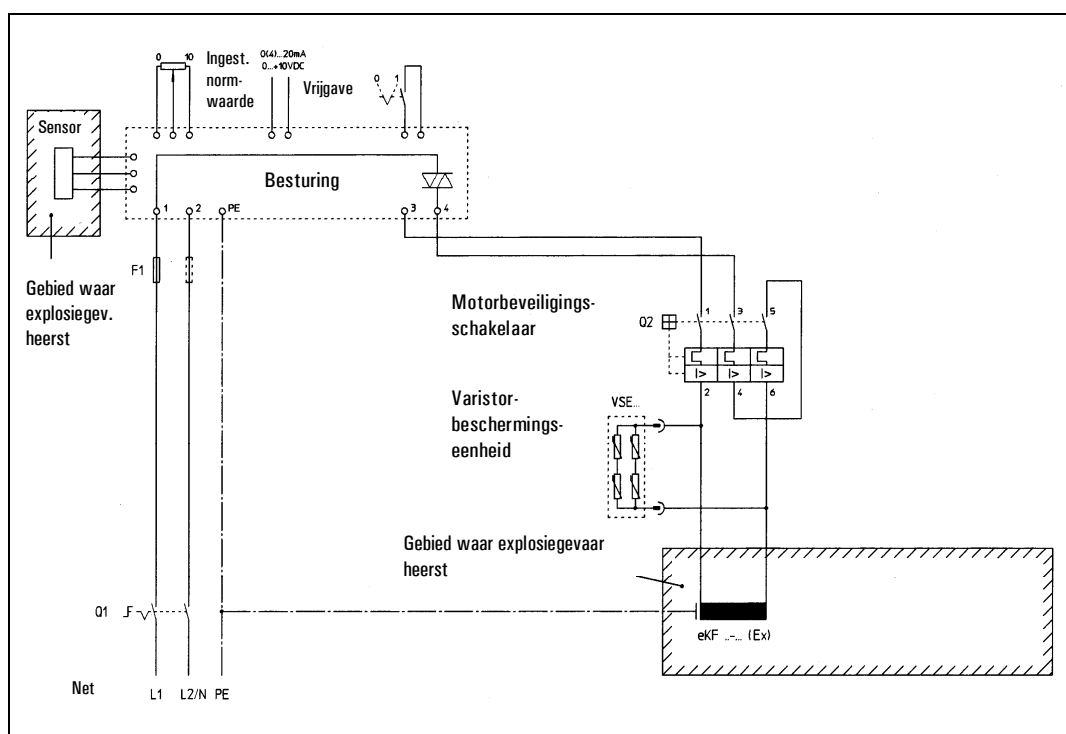 0 10
Ingest.
norm-
waarde
0(4)...20mA
0...+10VDC
Vrijgave
0 1
Sensor
Besturing
1 2 PE 3 4
F1
Gebied waar
explosiegev.
heerst
Motorbeveiligings-
schakelaar
Q2
1 3 5
I> I> I>
2 4 6
Varistor-
beschermings-
eenheid
VSE...
Gebied waar explosiegevaar
heerst
Q1
eKF ..-... (Ex)
Net
L1 L2/N PE